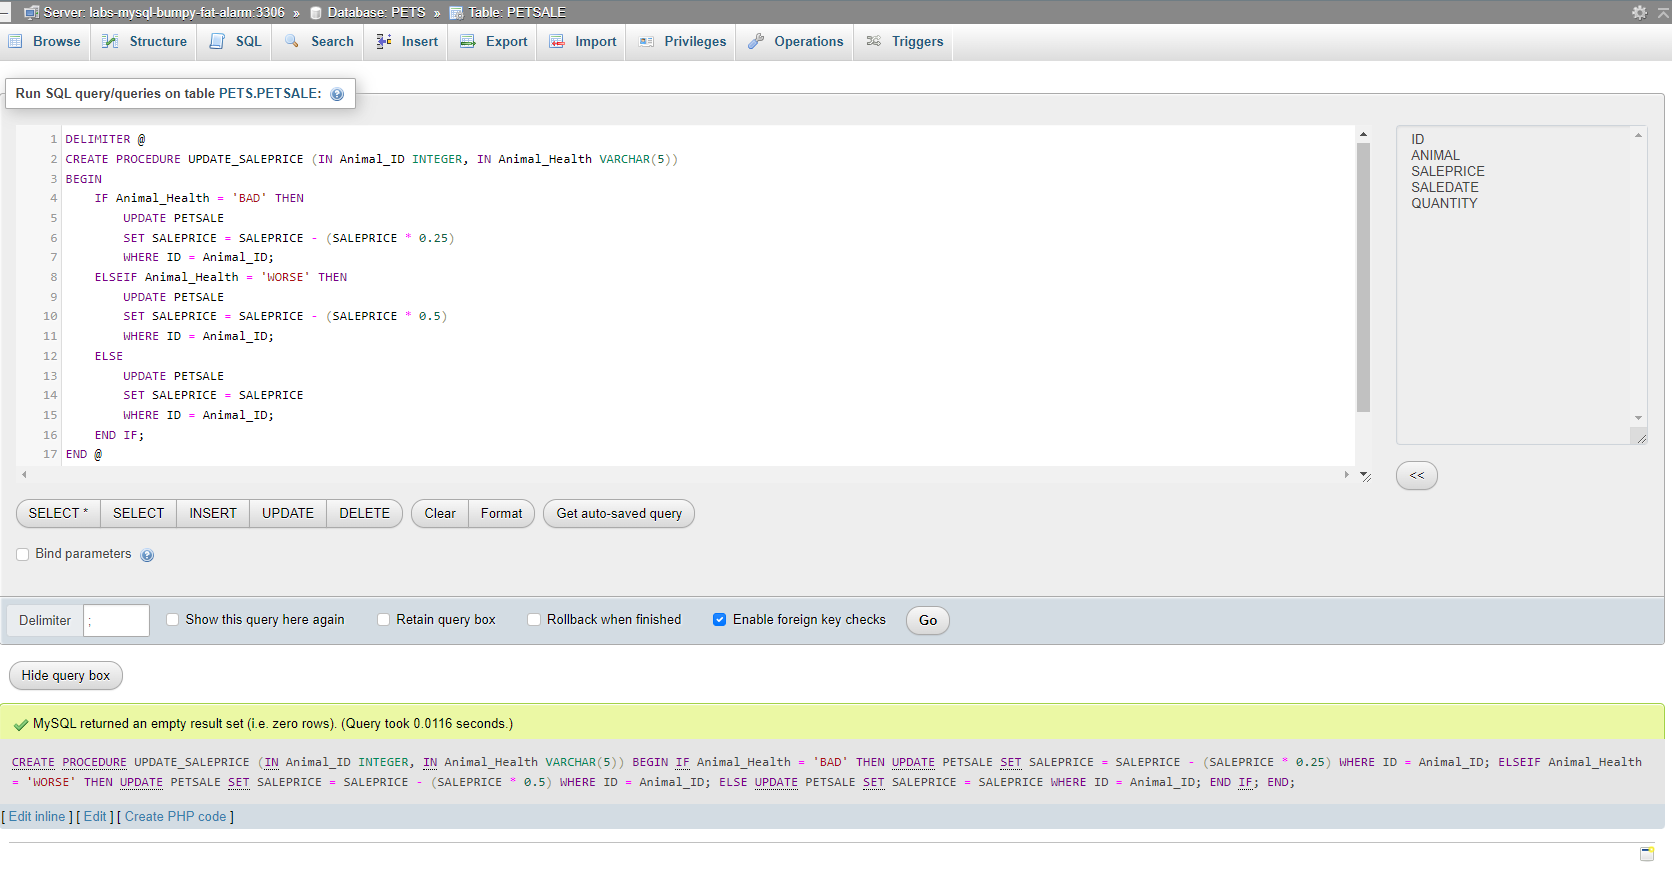 Server: labs-mysql-bumpy-fat-alarm:3306 » Database: PETS » Table: PETSALE
Browse Structure SQL Search Insert Export Import Privileges Operations Triggers
Run SQL query/queries on table PETS.PETSALE:
1 DELIMITER @
2 CREATE PROCEDURE UPDATE_SALEPRICE (IN Animal_ID INTEGER, IN Animal_Health VARCHAR(5))
3 BEGIN
4 IF Animal_Health = 'BAD' THEN
5 UPDATE PETSALE
6 SET SALEPRICE = SALEPRICE - (SALEPRICE * 0.25)
7 WHERE ID = Animal_ID;
8 ELSEIF Animal_Health = 'WORSE' THEN
9 UPDATE PETSALE
10 SET SALEPRICE = SALEPRICE - (SALEPRICE * 0.5)
11 WHERE ID = Animal_ID;
12 ELSE
13 UPDATE PETSALE
14 SET SALEPRICE = SALEPRICE
15 WHERE ID = Animal_ID;
16 END IF;
17 END @
ID
ANIMAL
SALEPRICE
SALEDATE
QUANTITY
<<
SELECT * SELECT INSERT UPDATE DELETE Clear Format Get auto-saved query
Bind parameters
Delimiter ; Show this query here again Retain query box Rollback when finished Enable foreign key checks Go
Hide query box
MySQL returned an empty result set (i.e. zero rows). (Query took 0.0116 seconds.)
CREATE PROCEDURE UPDATE_SALEPRICE (IN Animal_ID INTEGER, IN Animal_Health VARCHAR(5)) BEGIN IF Animal_Health = 'BAD' THEN UPDATE PETSALE SET SALEPRICE = SALEPRICE - (SALEPRICE * 0.25) WHERE ID = Animal_ID; ELSEIF Animal_Health
= 'WORSE' THEN UPDATE PETSALE SET SALEPRICE = SALEPRICE - (SALEPRICE * 0.5) WHERE ID = Animal_ID; ELSE UPDATE PETSALE SET SALEPRICE = SALEPRICE WHERE ID = Animal_ID; END IF; END;
[ Edit inline ] [ Edit ] [ Create PHP code ]